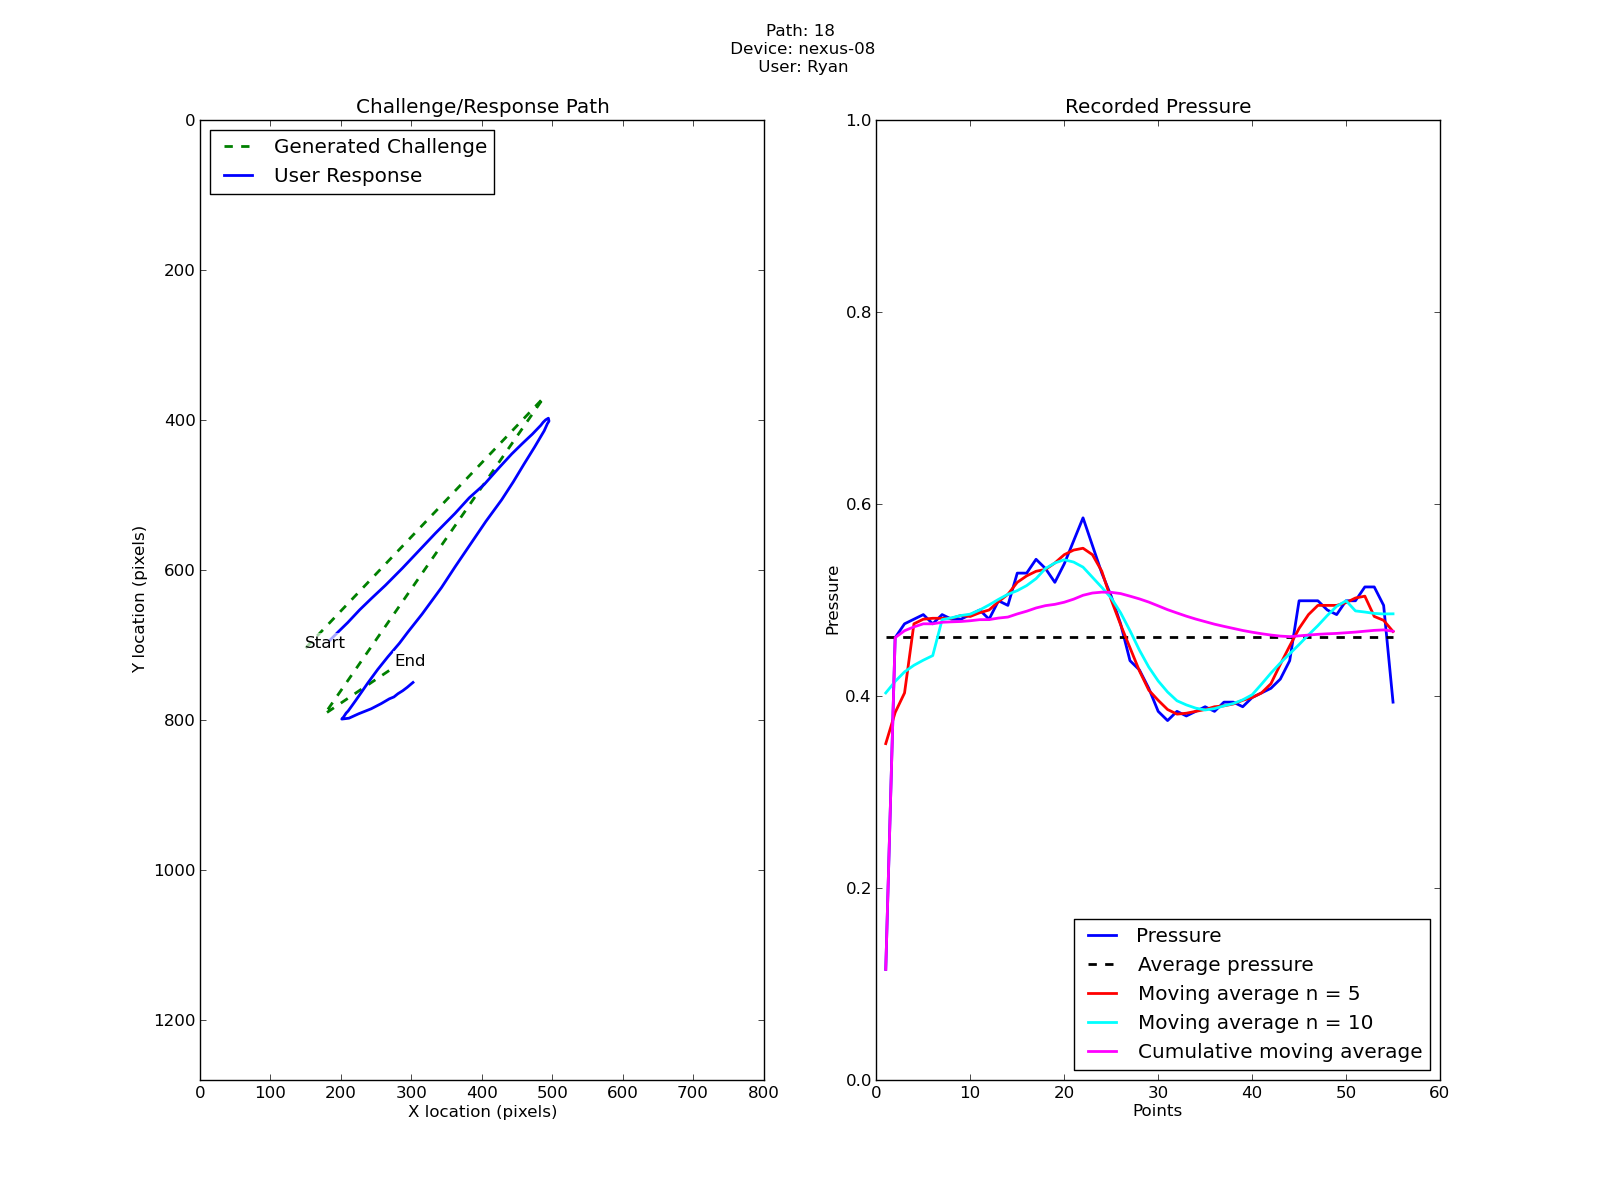 Path: 18
Device: nexus-08
User: Ryan
Challenge/Response Path
Generated Challenge
User Response
Start
End
0
200
400
600
800
1000
1200
Y location (pixels)
0 100 200 300 400 500 600 700 800
X location (pixels)
Recorded Pressure
1.0
0.8
0.6
0.4
0.2
0.0
Pressure
Pressure
Average pressure
Moving average n = 5
Moving average n = 10
Cumulative moving average
0 10 20 30 40 50 60
Points